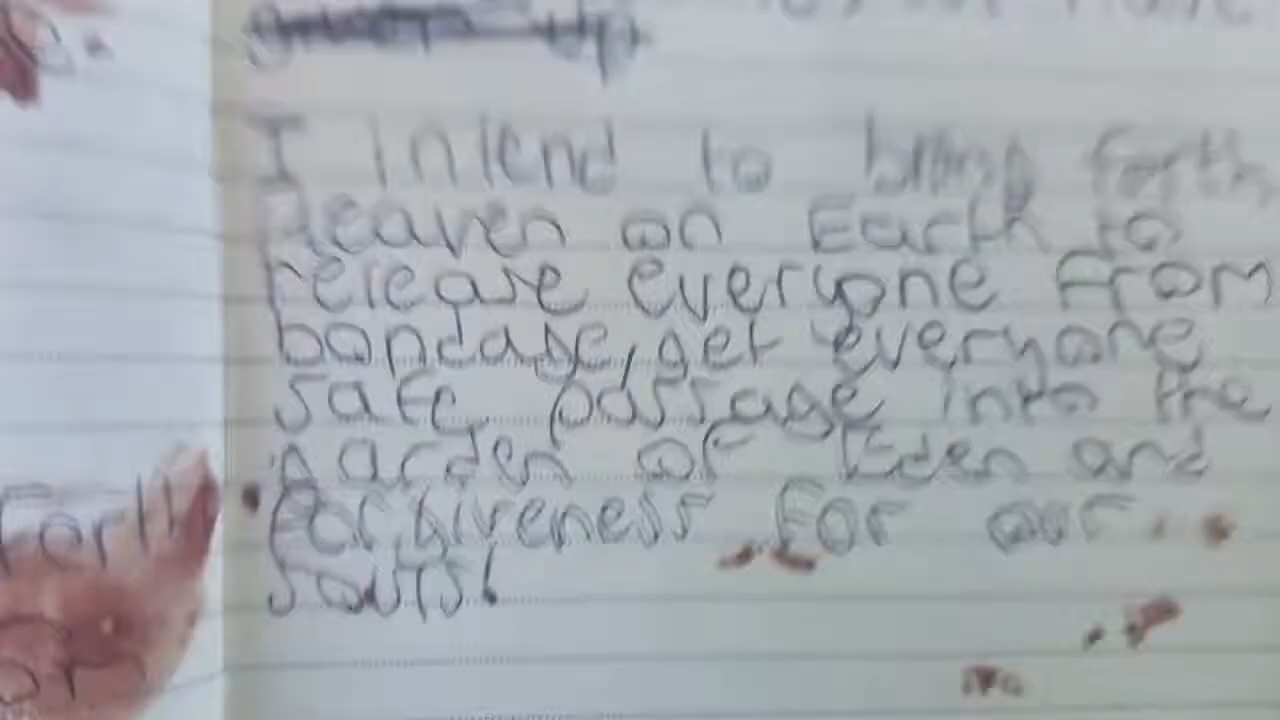 I intend to bring forth,
Heaven on Earth to
release everyone from
bondage, get everyone
safe passage into the
garden of Eden and
forgiveness for our
souls!